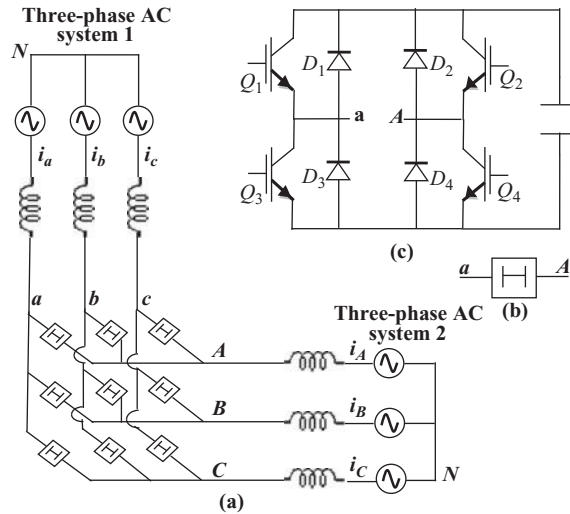 Three-phase AC
system 1
N
i_a
i_b
i_c
a
b
c
A
B
C
(a)
Q_1
D_1
D_2
Q_2
a
A
Q_3
D_3
D_4
Q_4
(c)
a
A
(b)
Three-phase AC
system 2
i_A
i_B
i_C
N